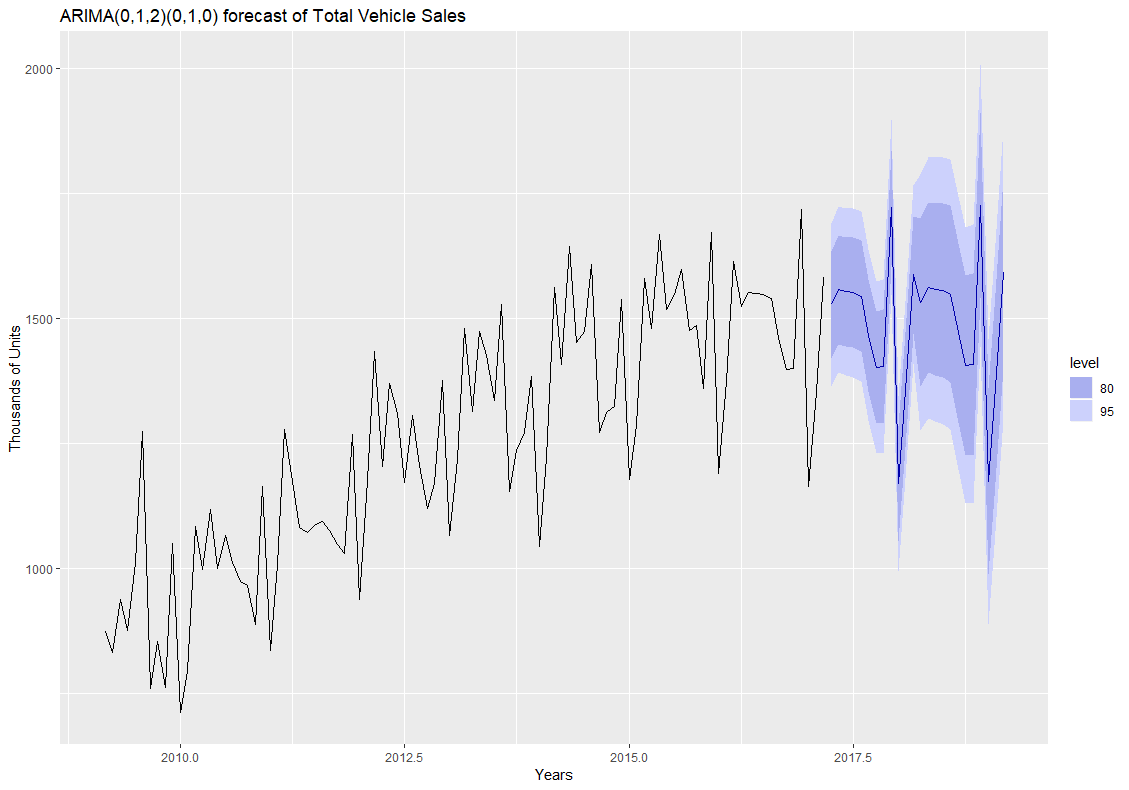 ARIMA(0,1,2)(0,1,0) forecast of Total Vehicle Sales
2000
1500
1000
Thousands of Units
2010.0
2012.5
2015.0
2017.5
Years
level
80
95